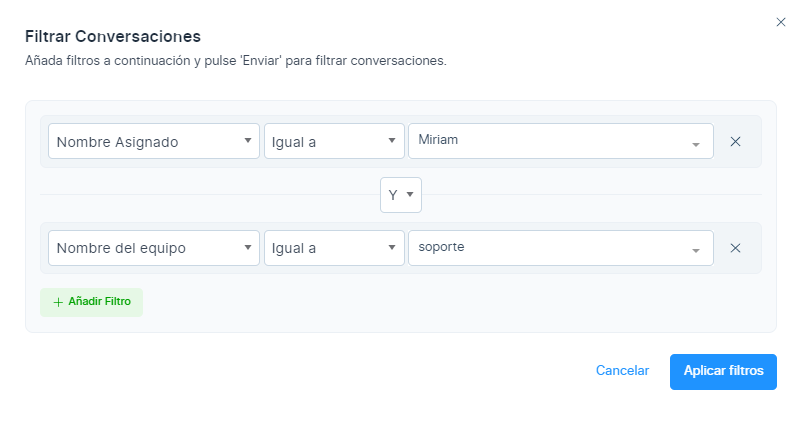 Filtrar Conversaciones
Añada filtros a continuación y pulse 'Enviar' para filtrar conversaciones.
Nombre Asignado Igual a Miriam
Y
Nombre del equipo Igual a soporte
Añadir Filtro
Cancelar Aplicar filtros